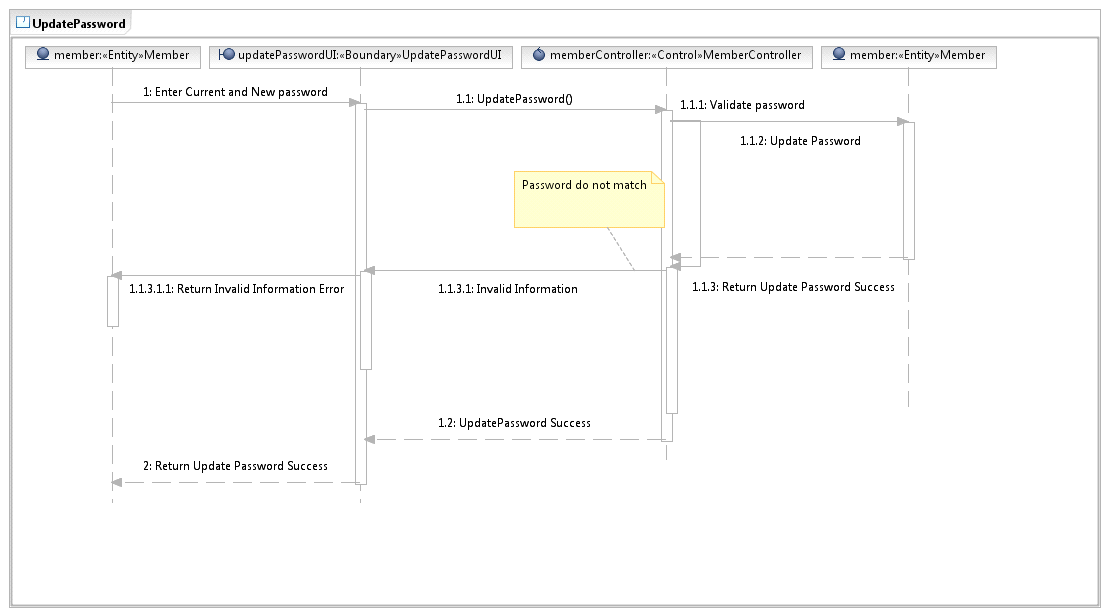 UpdatePassword
member:«Entity»Member
updatePasswordUI:«Boundary»UpdatePasswordUI
memberController:«Control»MemberController
member:«Entity»Member
1: Enter Current and New password
1.1: UpdatePassword()
1.1.1: Validate password
1.1.2: Update Password
Password do not match
1.1.3.1.1: Return Invalid Information Error
1.1.3.1: Invalid Information
1.1.3: Return Update Password Success
1.2: UpdatePassword Success
2: Return Update Password Success